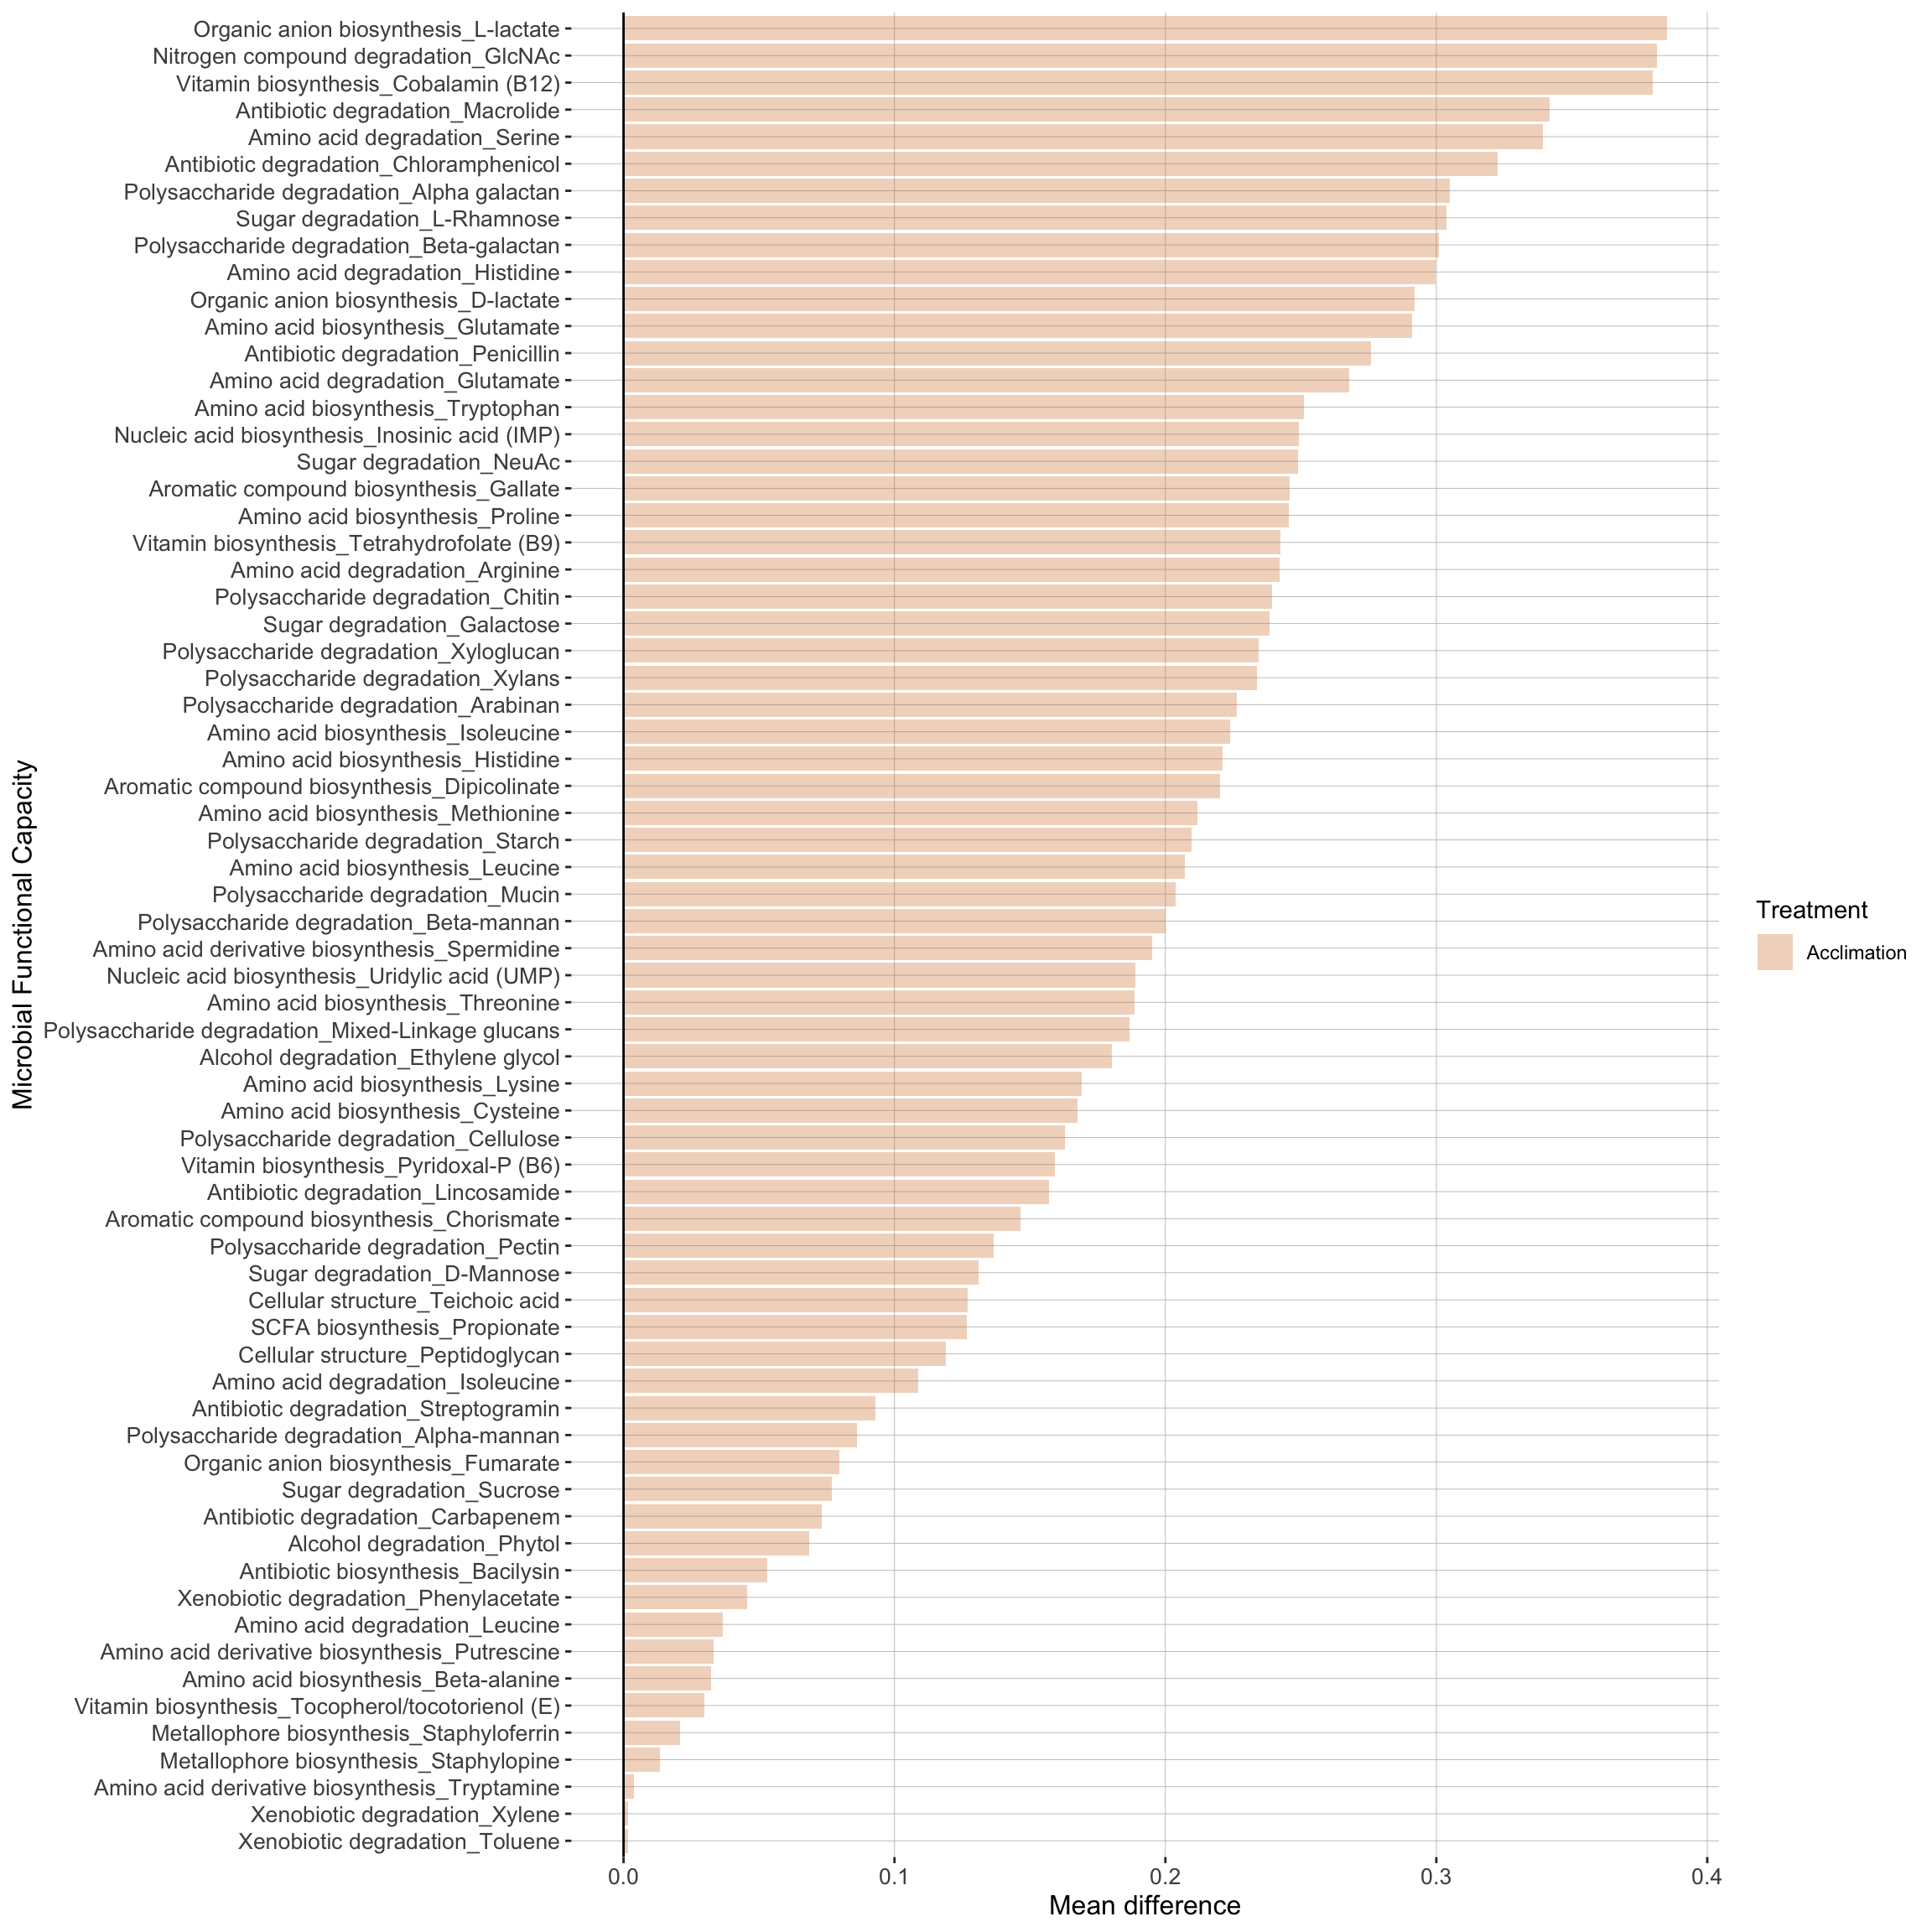 Organic anion biosynthesis_L-lactate
Nitrogen compound degradation_GlcNAc
Vitamin biosynthesis_Cobalamin (B12)
Antibiotic degradation_Macrolide
Amino acid degradation_Serine
Antibiotic degradation_Chloramphenicol
Polysaccharide degradation_Alpha galactan
Sugar degradation_L-Rhamnose
Polysaccharide degradation_Beta-galactan
Amino acid degradation_Histidine
Organic anion biosynthesis_D-lactate
Amino acid biosynthesis_Glutamate
Antibiotic degradation_Penicillin
Amino acid degradation_Glutamate
Amino acid biosynthesis_Tryptophan
Nucleic acid biosynthesis_Inosinic acid (IMP)
Sugar degradation_NeuAc
Aromatic compound biosynthesis_Gallate
Amino acid biosynthesis_Proline
Vitamin biosynthesis_Tetrahydrofolate (B9)
Amino acid degradation_Arginine
Polysaccharide degradation_Chitin
Sugar degradation_Galactose
Polysaccharide degradation_Xyloglucan
Polysaccharide degradation_Xylans
Polysaccharide degradation_Arabinan
Amino acid biosynthesis_Isoleucine
Amino acid biosynthesis_Histidine
Aromatic compound biosynthesis_Dipicolinate
Amino acid biosynthesis_Methionine
Polysaccharide degradation_Starch
Amino acid biosynthesis_Leucine
Polysaccharide degradation_Mucin
Polysaccharide degradation_Beta-mannan
Amino acid derivative biosynthesis_Spermidine
Nucleic acid biosynthesis_Uridylic acid (UMP)
Amino acid biosynthesis_Threonine
Polysaccharide degradation_Mixed-Linkage glucans
Alcohol degradation_Ethylene glycol
Amino acid biosynthesis_Lysine
Amino acid biosynthesis_Cysteine
Polysaccharide degradation_Cellulose
Vitamin biosynthesis_Pyridoxal-P (B6)
Antibiotic degradation_Lincosamide
Aromatic compound biosynthesis_Chorismate
Polysaccharide degradation_Pectin
Sugar degradation_D-Mannose
Cellular structure_Teichoic acid
SCFA biosynthesis_Propionate
Cellular structure_Peptidoglycan
Amino acid degradation_Isoleucine
Antibiotic degradation_Streptogramin
Polysaccharide degradation_Alpha-mannan
Organic anion biosynthesis_Fumarate
Sugar degradation_Sucrose
Antibiotic degradation_Carbapenem
Alcohol degradation_Phytol
Antibiotic biosynthesis_Bacilysin
Xenobiotic degradation_Phenylacetate
Amino acid degradation_Leucine
Amino acid derivative biosynthesis_Putrescine
Amino acid biosynthesis_Beta-alanine
Vitamin biosynthesis_Tocopherol/tocotorienol (E)
Metallophore biosynthesis_Staphyloferrin
Metallophore biosynthesis_Staphylopine
Amino acid derivative biosynthesis_Tryptamine
Xenobiotic degradation_Xylene
Xenobiotic degradation_Toluene
0.0 0.1 0.2 0.3 0.4
Mean difference
Microbial Functional Capacity
Treatment
Acclimation